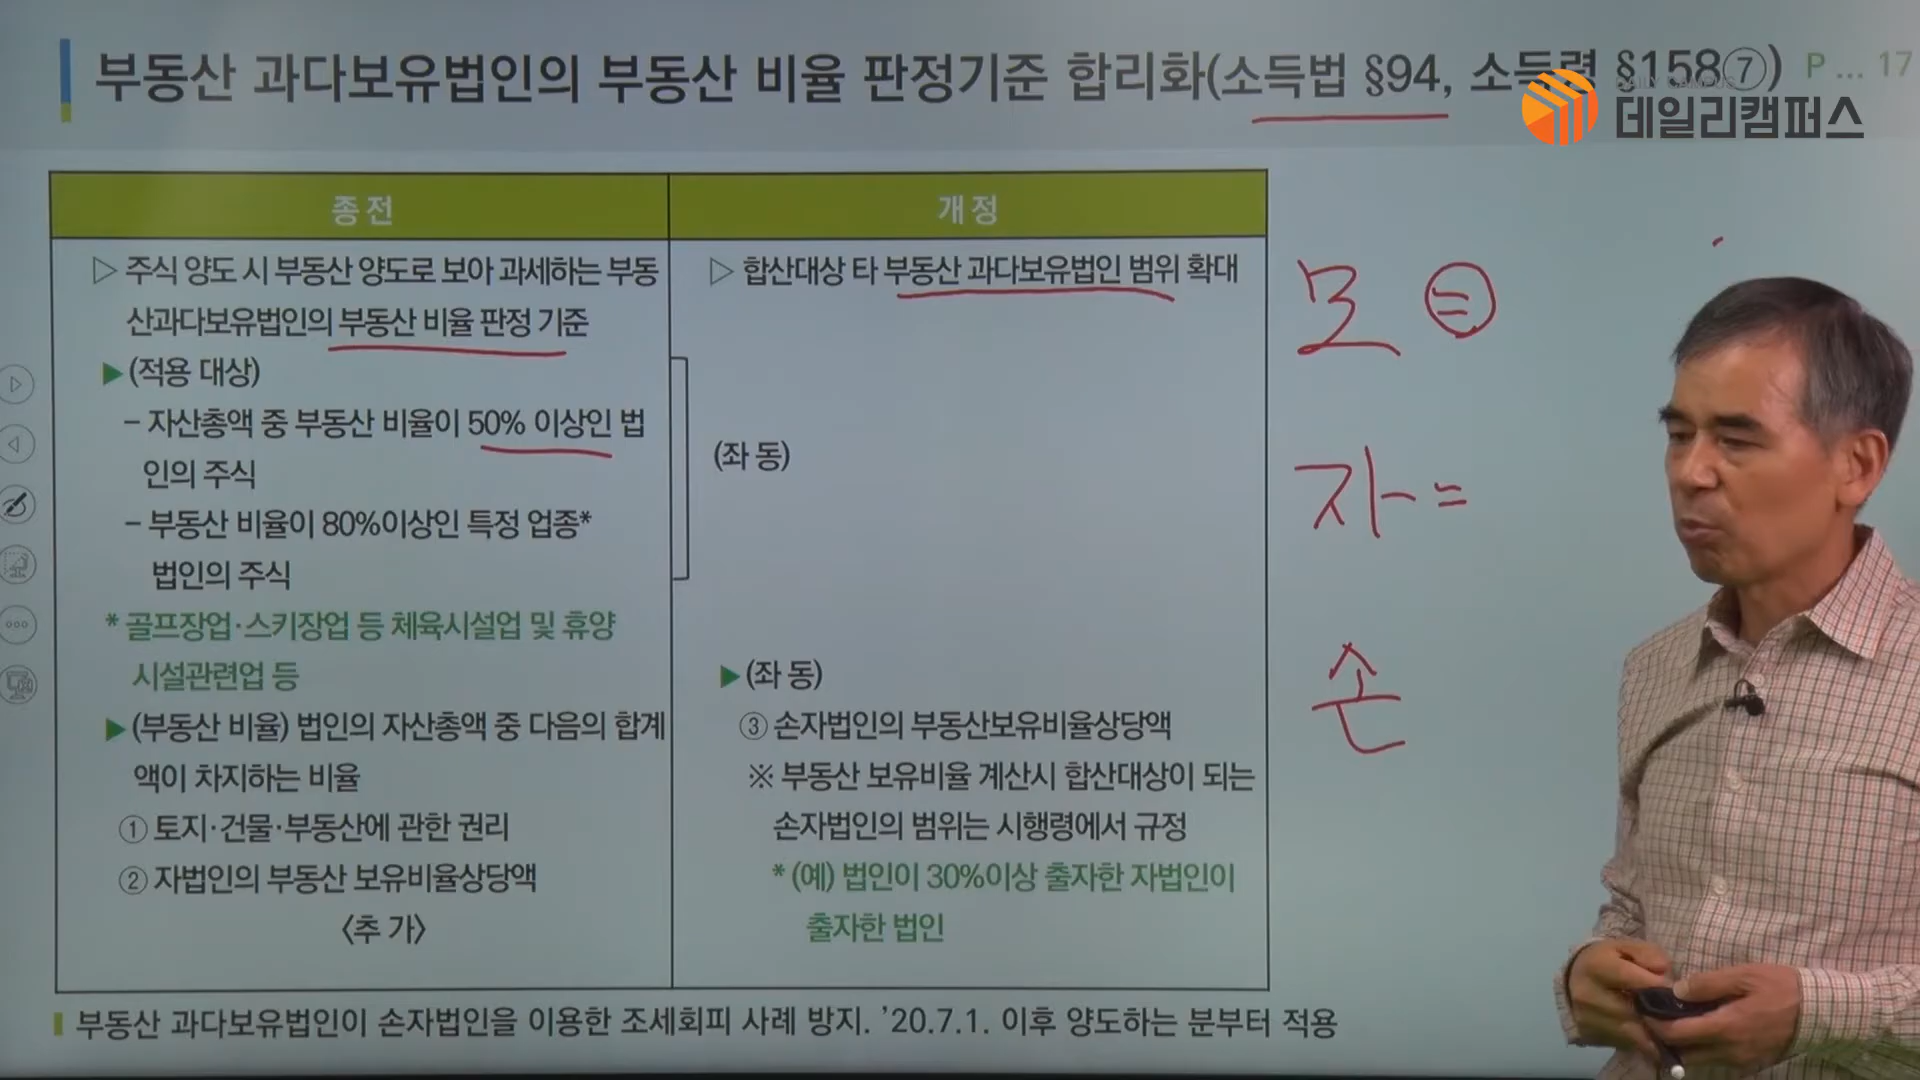 부동산 과다보유법인의 부동산 비율 판정기준 합리화(소득법 §94, 소득령 §158⑦) P ... 17
DAILY CAMPUS
데일리캠퍼스
종 전
▷ 주식 양도 시 부동산 양도로 보아 과세하는 부동
산과다보유법인의 부동산 비율 판정 기준
▶ (적용 대상)
- 자산총액 중 부동산 비율이 50% 이상인 법
인의 주식
- 부동산 비율이 80%이상인 특정 업종*
법인의 주식
* 골프장업·스키장업 등 체육시설업 및 휴양
시설관련업 등
▶ (부동산 비율) 법인의 자산총액 중 다음의 합계
액이 차지하는 비율
① 토지·건물·부동산에 관한 권리
② 자법인의 부동산 보유비율상당액
〈추 가〉
개 정
▷ 합산대상 타 부동산 과다보유법인 범위 확대
(좌 동)
▶ (좌 동)
③ 손자법인의 부동산보유비율상당액
※ 부동산 보유비율 계산시 합산대상이 되는
손자법인의 범위는 시행령에서 규정
* (예) 법인이 30%이상 출자한 자법인이
출자한 법인
모 =
자 =
손
부동산 과다보유법인이 손자법인을 이용한 조세회피 사례 방지. ’20.7.1. 이후 양도하는 분부터 적용